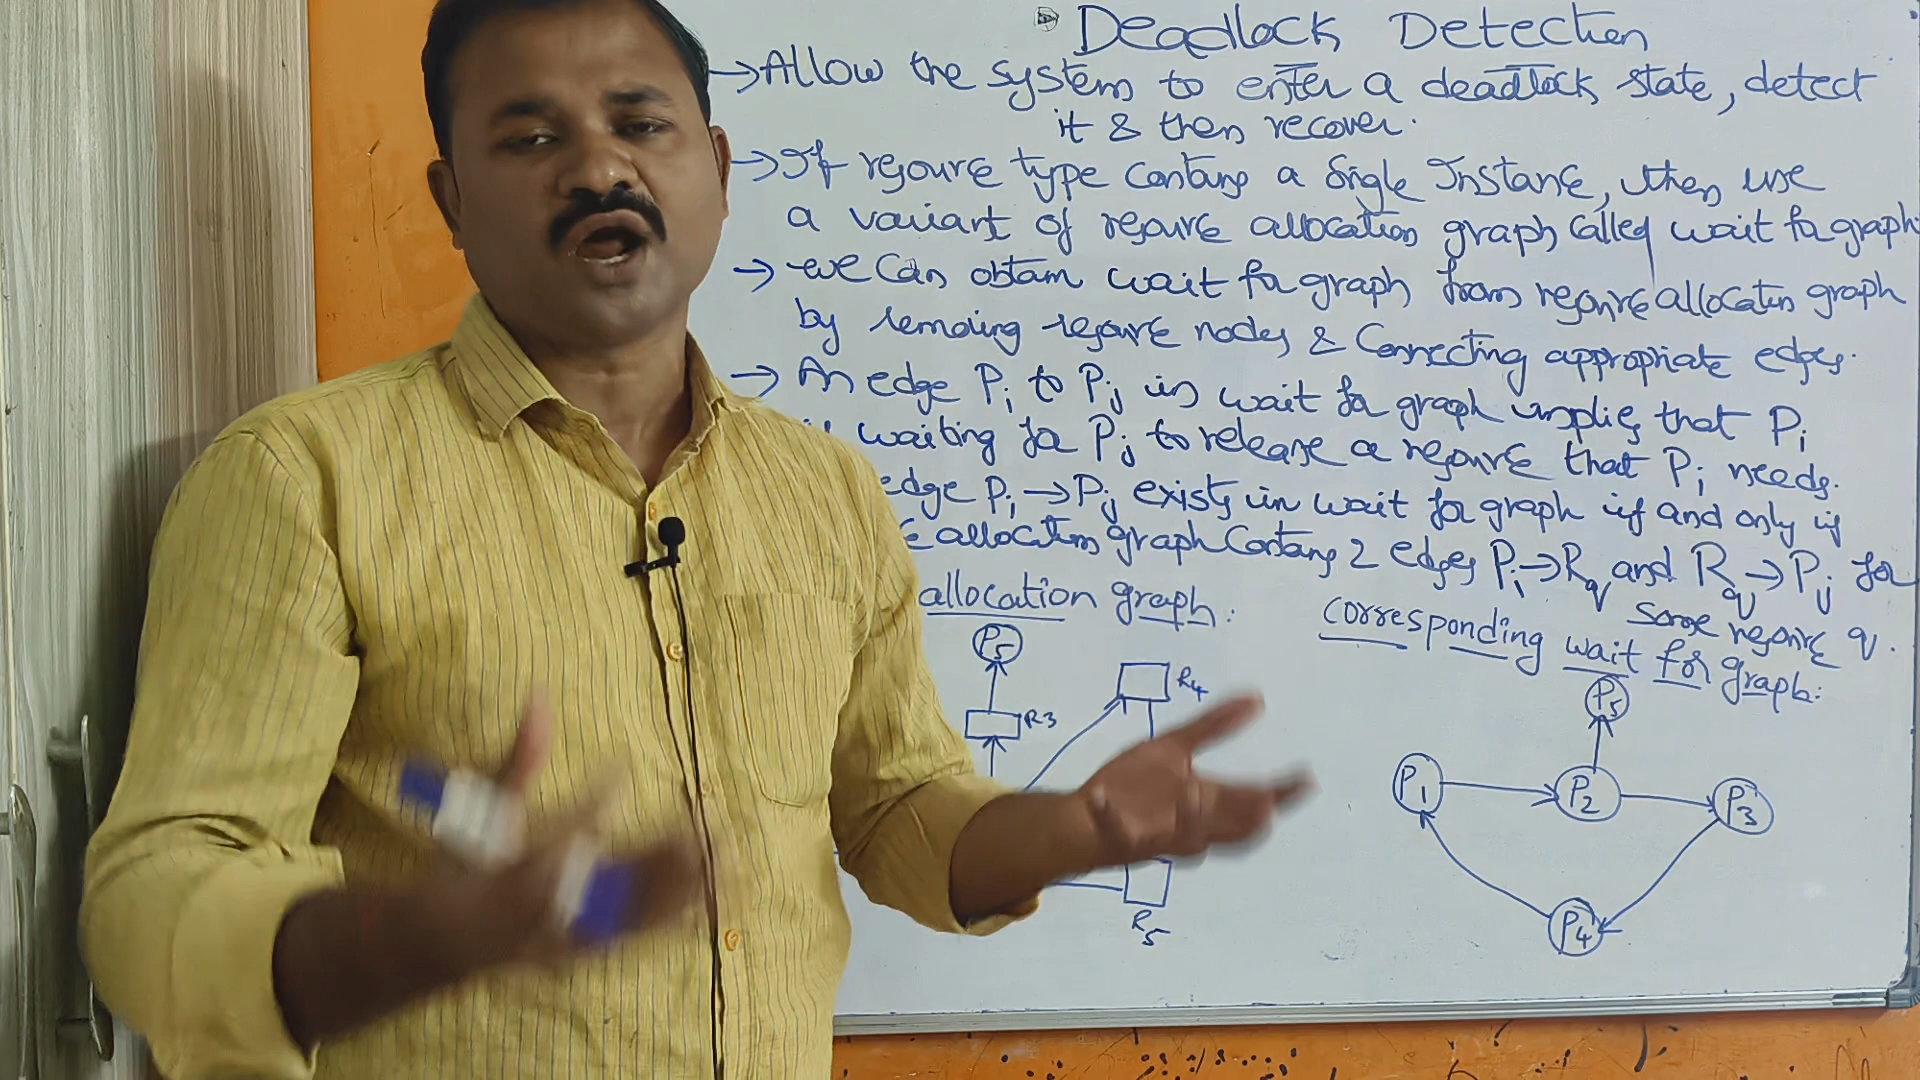 Deadlock Detection
→ Allow the system to enter a deadlock state, detect
it & then recover.
→ If resource type contains a single Instance, then use
a variant of resource allocation graph called wait for graph.
→ we can obtain wait for graph from resource allocation graph
by removing resource nodes & Connecting appropriate edges.
→ An edge Pi to Pj in wait for graph implies that Pi
is waiting for Pj to release a resource that Pi needs.
edge Pi → Pj exists in wait for graph if and only if
allocation graph Contains 2 edges Pi → Rq and Rq → Pj for
some resource q.
allocation graph:
corresponding wait for graph:
P5
R4
R3
R5
P5
P1
P2
P3
P4